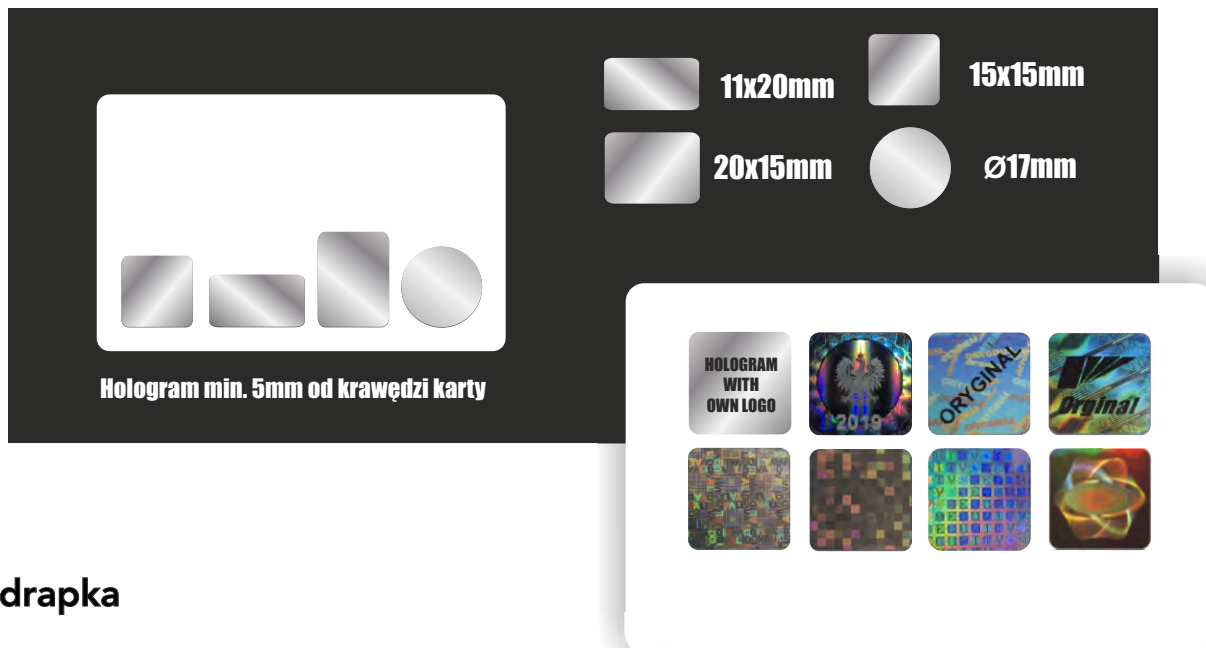 11x20mm
15x15mm
20x15mm
Ø17mm
Hologram min. 5mm od krawędzi karty
HOLOGRAM
WITH
OWN LOGO
2019
ORYGINAL
Orginal
drapka